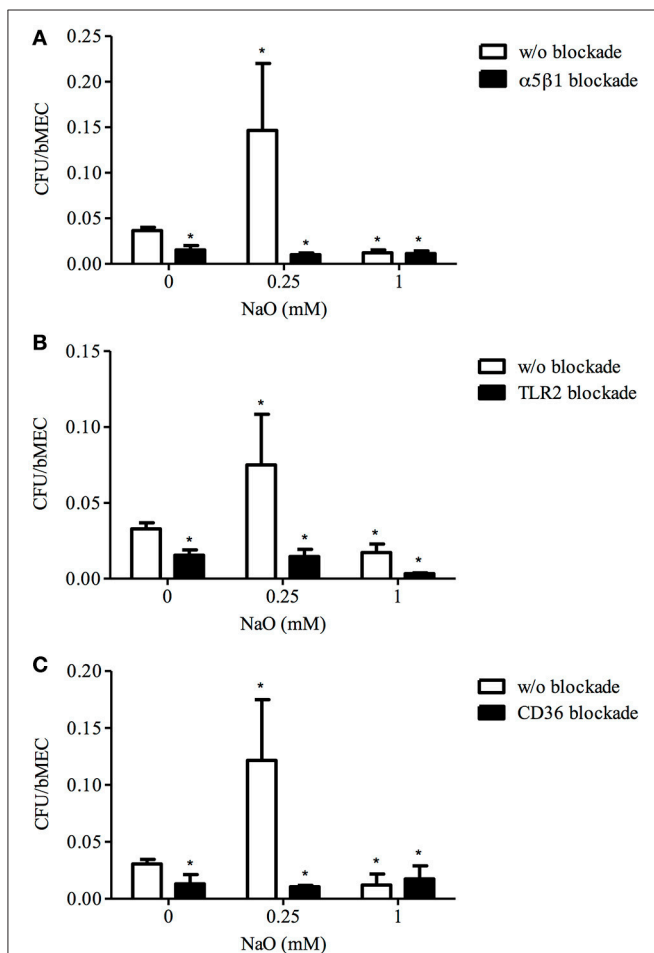 A
0.25
0.20
0.15
0.10
0.05
0.00
CFU/bMEC
* * * * *
0 0.25 1
NaO (mM)
w/o blockade
α5β1 blockade
B
0.15
0.10
0.05
0.00
CFU/bMEC
* * * * *
0 0.25 1
NaO (mM)
w/o blockade
TLR2 blockade
C
0.20
0.15
0.10
0.05
0.00
CFU/bMEC
* * * * *
0 0.25 1
NaO (mM)
w/o blockade
CD36 blockade